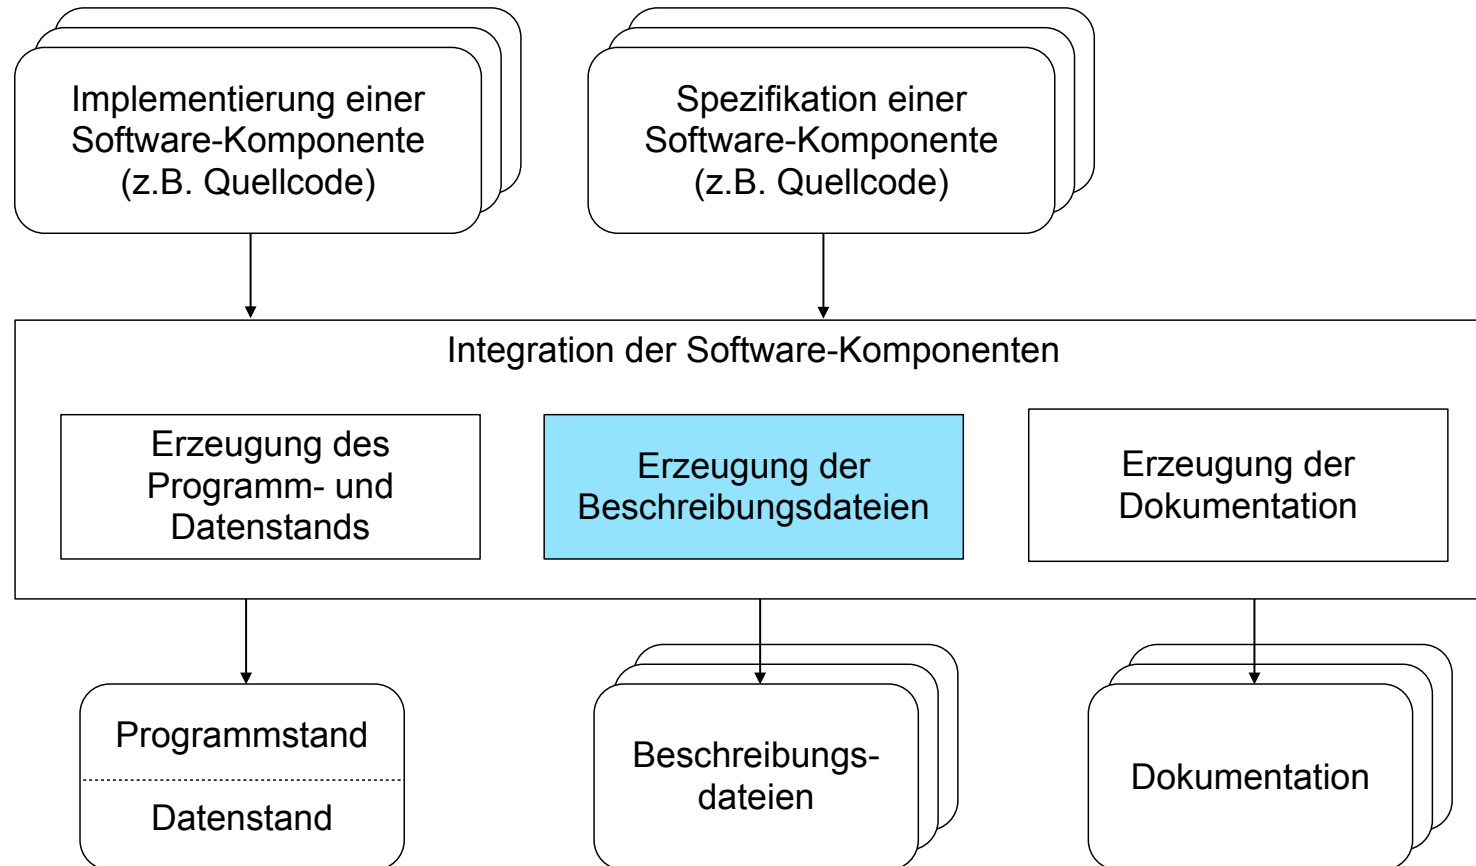 Implementierung einer
Software-Komponente
(z.B. Quellcode)
Spezifikation einer
Software-Komponente
(z.B. Quellcode)
Integration der Software-Komponenten
Erzeugung des
Programm- und
Datenstands
Erzeugung der
Beschreibungsdateien
Erzeugung der
Dokumentation
Programmstand
Datenstand
Beschreibungs-
dateien
Dokumentation